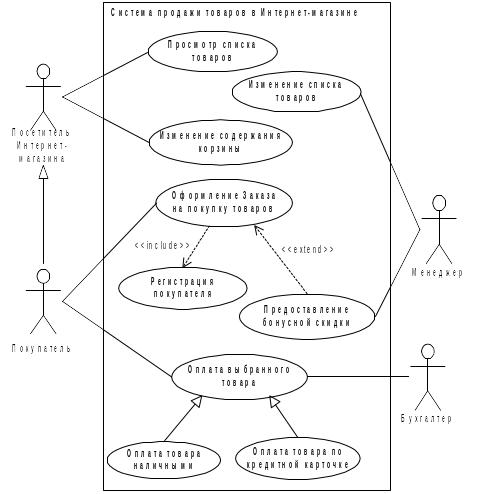 Система продажи товаров в Интернет-магазине
Просмотр списка
товаров
Изменение списка
товаров
Посетитель
Интернет-
магазина
Изменение содержания
корзины
Оформление Заказа
на покупку товаров
<<include>>
<<extend>>
Менеджер
Регистрация
покупателя
Предоставление
бонусной скидки
Покупатель
Оплата выбранного
товара
Бухгалтер
Оплата товара
наличными
Оплата товара по
кредитной карточке